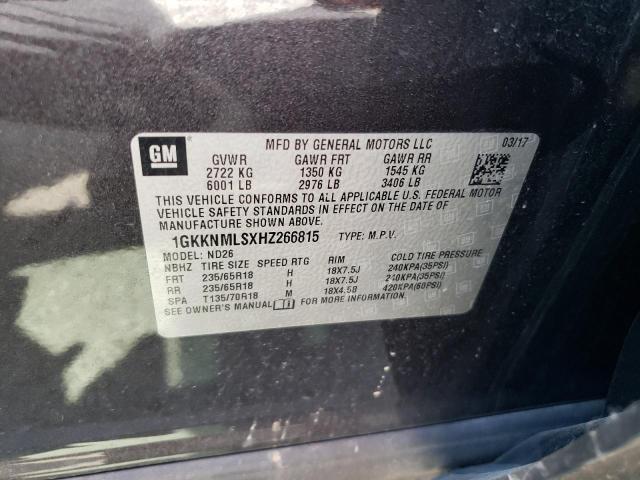 GM
MFD BY GENERAL MOTORS LLC 03/17
GVWR GAWR FRT GAWR RR
2722 KG 1350 KG 1545 KG
6001 LB 2976 LB 3406 LB
THIS VEHICLE CONFORMS TO ALL APPLICABLE U.S. FEDERAL MOTOR
VEHICLE SAFETY STANDARDS IN EFFECT ON THE DATE OF
MANUFACTURE SHOWN ABOVE.
1GKKNMLSXHZ266815 TYPE: M.P.V.
MODEL: ND26
NBHZ TIRE SIZE SPEED RTG RIM COLD TIRE PRESSURE
FRT 235/65R18 H 18X7.5J 240KPA(35PSI)
RR 235/65R18 H 18X7.5J 240KPA(35PSI)
SPA T135/70R18 M 18X4.5B 420KPA(60PSI)
SEE OWNER'S MANUAL FOR MORE INFORMATION.